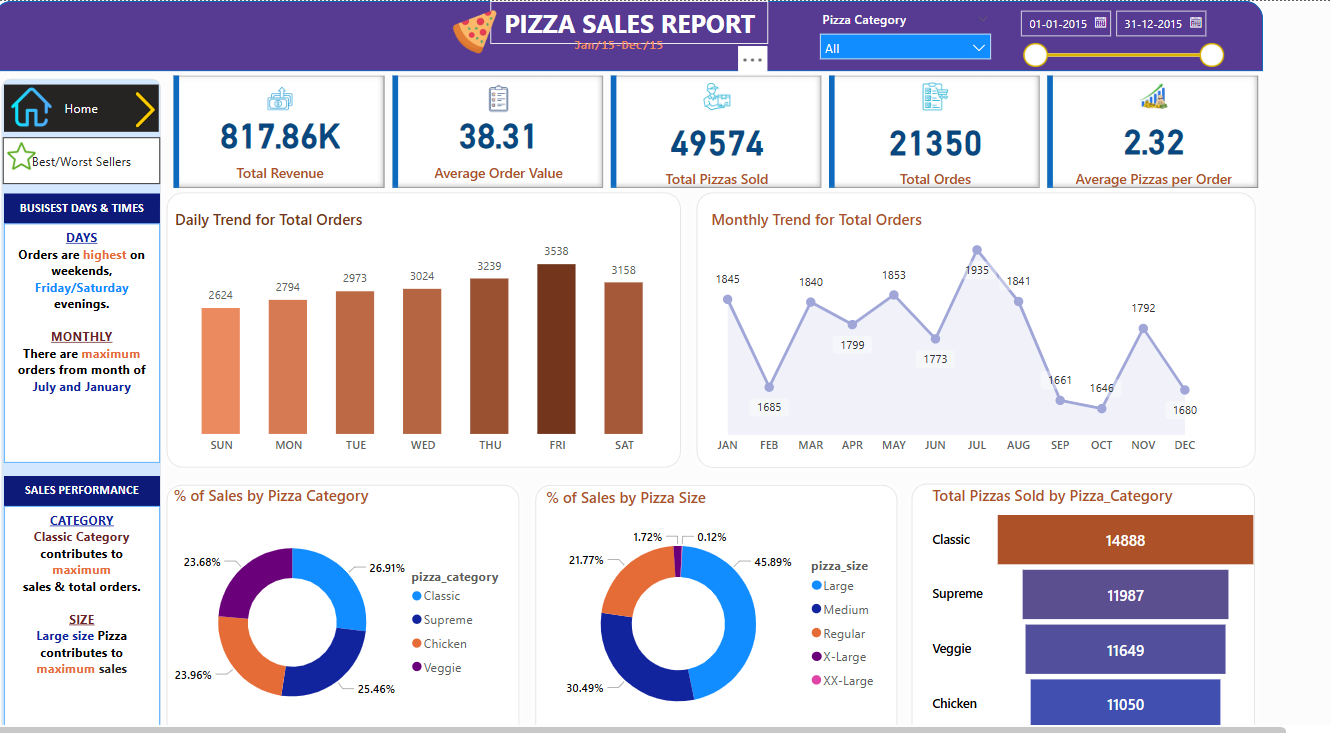 PIZZA SALES REPORT
Jan/15-Dec/15
Pizza Category
All
01-01-2015
31-12-2015
Home
Best/Worst Sellers
817.86K
Total Revenue
38.31
Average Order Value
49574
Total Pizzas Sold
21350
Total Ordes
2.32
Average Pizzas per Order
BUSISEST DAYS & TIMES
DAYS
Orders are highest on
weekends,
Friday/Saturday
evenings.
MONTHLY
There are maximum
orders from month of
July and January
Daily Trend for Total Orders
2624
2794
2973
3024
3239
3538
3158
SUN
MON
TUE
WED
THU
FRI
SAT
Monthly Trend for Total Orders
1845
1685
1840
1799
1853
1773
1935
1841
1661
1646
1792
1680
JAN
FEB
MAR
APR
MAY
JUN
JUL
AUG
SEP
OCT
NOV
DEC
SALES PERFORMANCE
CATEGORY
Classic Category
contributes to
maximum
sales & total orders.
SIZE
Large size Pizza
contributes to
maximum sales
% of Sales by Pizza Category
23.68%
26.91%
23.96%
25.46%
pizza_category
Classic
Supreme
Chicken
Veggie
% of Sales by Pizza Size
1.72%
0.12%
21.77%
45.89%
30.49%
pizza_size
Large
Medium
Regular
X-Large
XX-Large
Total Pizzas Sold by Pizza_Category
Classic
14888
Supreme
11987
Veggie
11649
Chicken
11050